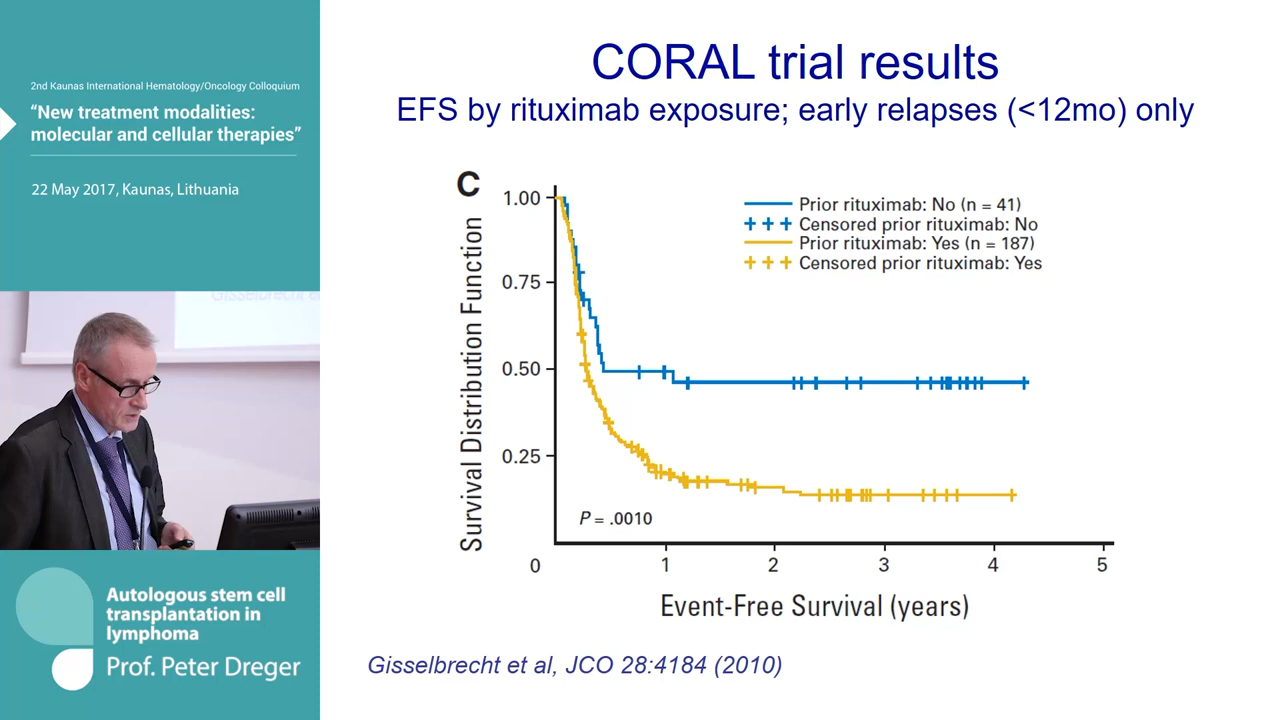 2nd Kaunas International Hematology/Oncology Colloquium
“New treatment modalities:
molecular and cellular therapies”
22 May 2017, Kaunas, Lithuania
Autologous stem cell
transplantation in
lymphoma
Prof. Peter Dreger
CORAL trial results
EFS by rituximab exposure; early relapses (<12mo) only
C
Survival Distribution Function
1.00
0.75
0.50
0.25
0
Prior rituximab: No (n = 41)
Censored prior rituximab: No
Prior rituximab: Yes (n = 187)
Censored prior rituximab: Yes
P = .0010
1 2 3 4 5
Event-Free Survival (years)
Gisselbrecht et al, JCO 28:4184 (2010)